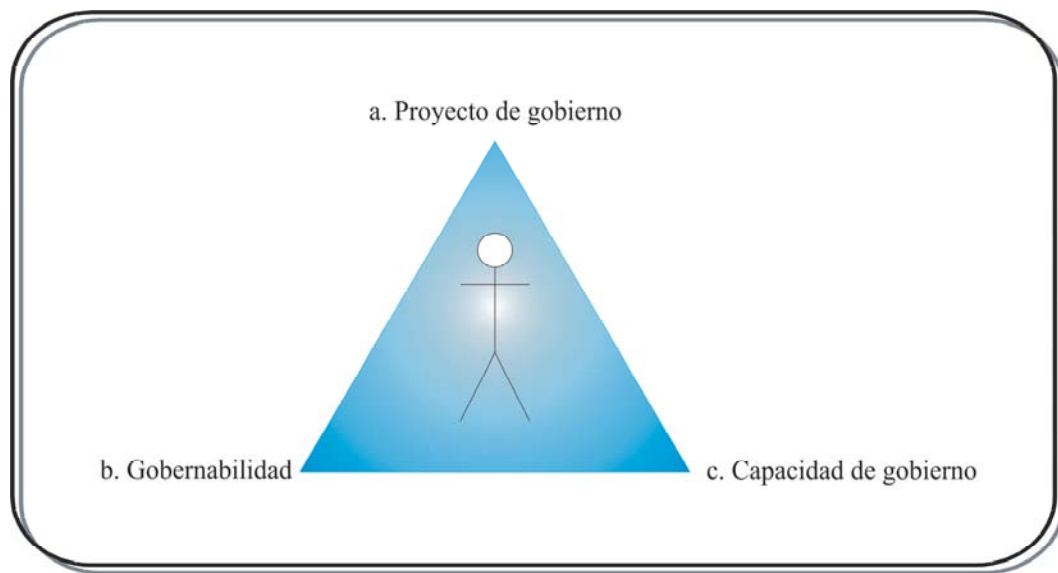 a. Proyecto de gobierno
b. Gobernabilidad
c. Capacidad de gobierno